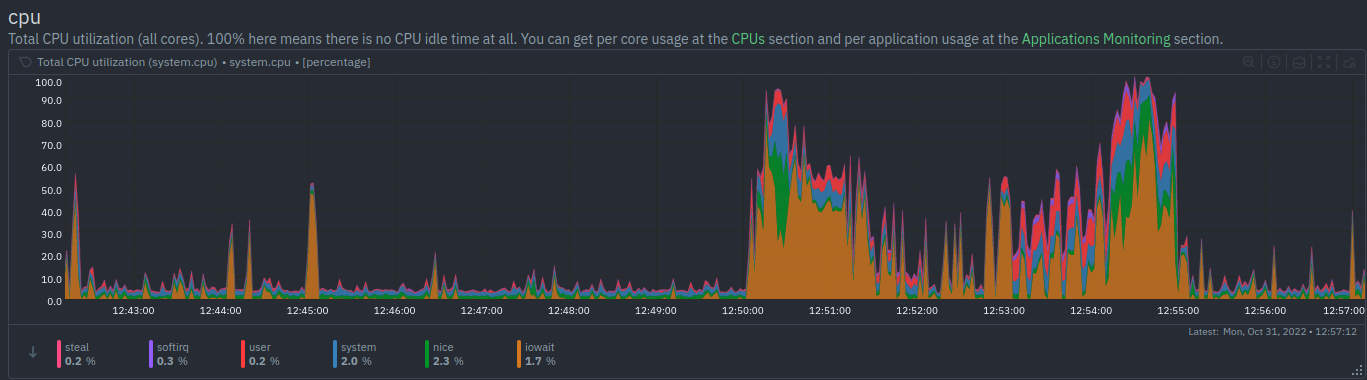 cpu
Total CPU utilization (all cores). 100% here means there is no CPU idle time at all. You can get per core usage at the CPUs section and per application usage at the Applications Monitoring section.
Total CPU utilization (system.cpu) • system.cpu • [percentage]
100.0
90.0
80.0
70.0
60.0
50.0
40.0
30.0
20.0
10.0
0.0
12:43:00 12:44:00 12:45:00 12:46:00 12:47:00 12:48:00 12:49:00 12:50:00 12:51:00 12:52:00 12:53:00 12:54:00 12:55:00 12:56:00 12:57:00
Latest: Mon, Oct 31, 2022 • 12:57:12
steal softirq user system nice iowait
0.2 % 0.3 % 0.2 % 2.0 % 2.3 % 1.7 %